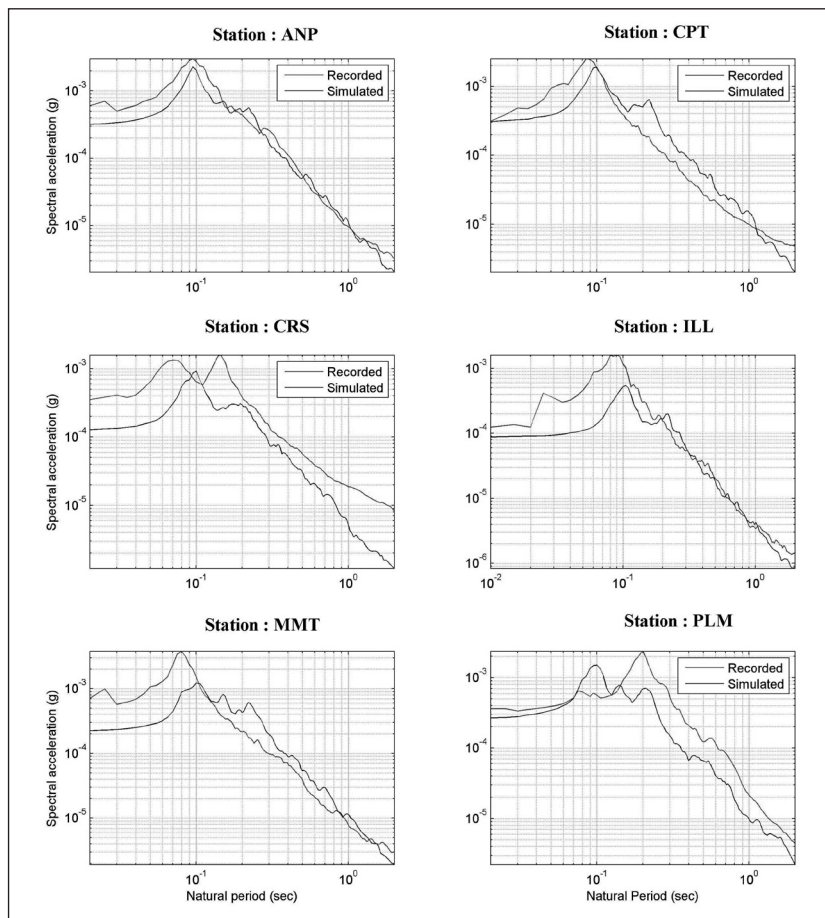 Station : ANP
Spectral acceleration (g)
10-3
10-4
10-5
10-1
100
Recorded
Simulated
Station : CPT
10-3
10-4
10-5
10-1
100
Recorded
Simulated
Station : CRS
Spectral acceleration (g)
10-3
10-4
10-5
10-1
100
Recorded
Simulated
Station : ILL
10-3
10-4
10-5
10-6
10-2
10-1
100
Recorded
Simulated
Station : MMT
Spectral acceleration (g)
10-3
10-4
10-5
10-1
100
Natural period (sec)
Station : PLM
10-3
10-4
10-5
10-1
100
Recorded
Simulated
Natural Period (sec)